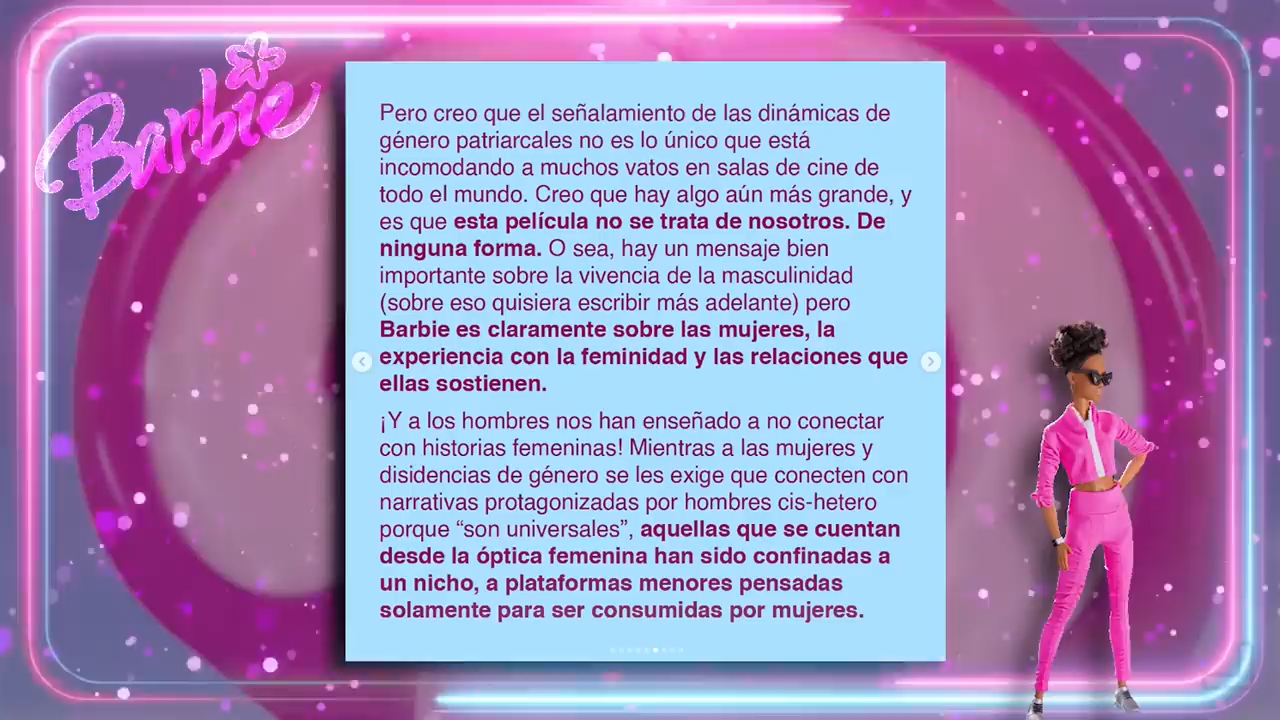 Barbie
Pero creo que el señalamiento de las dinámicas de
género patriarcales no es lo único que está
incomodando a muchos vatos en salas de cine de
todo el mundo. Creo que hay algo aún más grande, y
es que esta película no se trata de nosotros. De
ninguna forma. O sea, hay un mensaje bien
importante sobre la vivencia de la masculinidad
(sobre eso quisiera escribir más adelante) pero
Barbie es claramente sobre las mujeres, la
experiencia con la feminidad y las relaciones que
ellas sostienen.
¡Y a los hombres nos han enseñado a no conectar
con historias femeninas! Mientras a las mujeres y
disidencias de género se les exige que conecten con
narrativas protagonizadas por hombres cis-hetero
porque “son universales”, aquellas que se cuentan
desde la óptica femenina han sido confinadas a
un nicho, a plataformas menores pensadas
solamente para ser consumidas por mujeres.